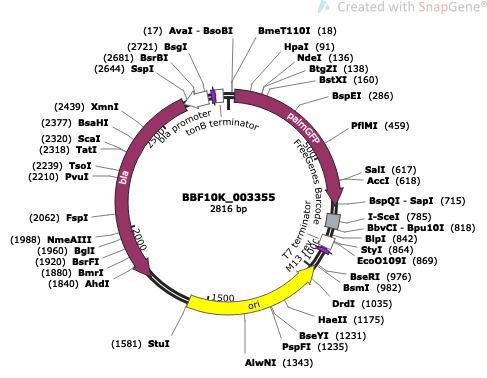 Created with SnapGene®
(17) AvaI - BsoBI
BmeT110I (18)
(2721) BsgI
HpaI (91)
(2681) BsrBI
NdeI (136)
(2644) SspI
BtgZI (138)
BstXI (160)
BspEI (286)
(2439) XmnI
(2377) BsaHI
PflMI (459)
(2320) ScaI
(2318) TatI
(2239) TsoI
(2210) PvuI
SalI (617)
AccI (618)
BspQI - SapI (715)
(2062) FspI
I-SceI (785)
BbvCI - Bpu10I (818)
(1988) NmeAIII
BlpI (842)
(1960) BglI
StyI (864)
(1920) BsrFI
EcoO109I (869)
(1880) BmrI
BseRI (976)
(1840) AhdI
BsmI (982)
DrdI (1035)
HaeII (1175)
BseYI (1231)
(1581) StuI
PspFI (1235)
AlwNI (1343)
bla promoter
tonB terminator
palmGFP
FreeGenes Barcode
T7 terminator
M13 rev
bla
ori
BBF10K_003355
2816 bp
500
1000
1500
2000
2500